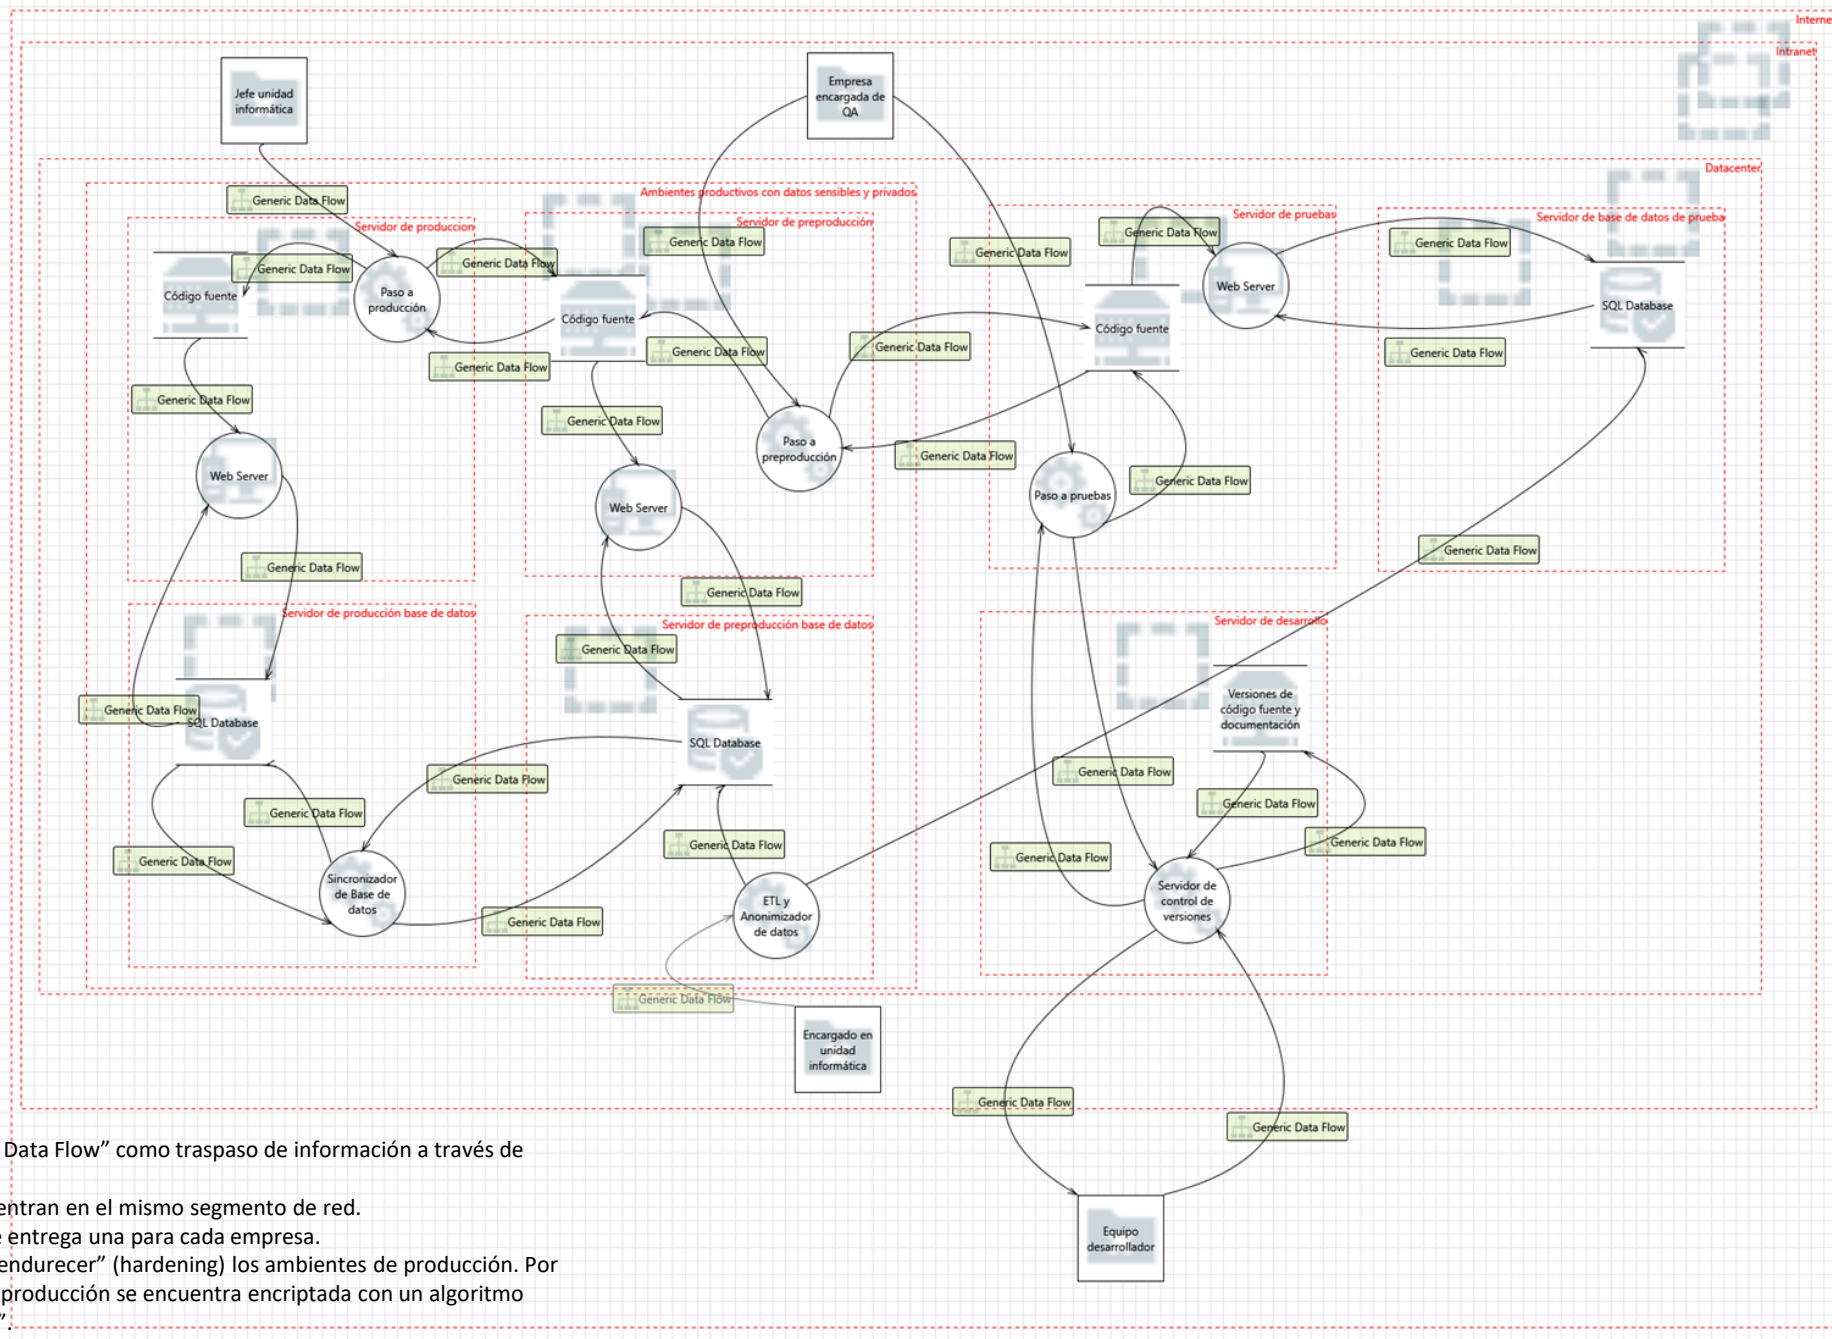 Interne
Intranet
Jefe unidad
informática
Empresa
encargada de
QA
Datacenter
Generic Data Flow
Ambientes productivos con datos sensibles y privados
Servidor de produccion
Servidor de preproducción
Servidor de pruebas
Servidor de base de datos de prueba
Generic Data Flow
Generic Data Flow
Generic Data Flow
Generic Data Flow
Generic Data Flow
Generic Data Flow
Código fuente
Paso a
producción
Código fuente
Código fuente
Web Server
SQL Database
Generic Data Flow
Generic Data Flow
Generic Data Flow
Generic Data Flow
Generic Data Flow
Generic Data Flow
Generic Data Flow
Paso a
preproducción
Generic Data Flow
Web Server
Generic Data Flow
Paso a pruebas
Web Server
Generic Data Flow
Generic Data Flow
Generic Data Flow
Servidor de producción base de datos
Servidor de preproducción base de datos
Servidor de desarrollo
Generic Data Flow
Generic Data Flow
SQL Database
SQL Database
Versiones de
código fuente y
documentación
Generic Data Flow
Generic Data Flow
Generic Data Flow
Generic Data Flow
Generic Data Flow
Generic Data Flow
Generic Data Flow
Generic Data Flow
Sincronizador
de Base de
datos
Generic Data Flow
ETL y
Anonimizador
de datos
Servidor de
control de
versiones
Generic Data Flow
Encargado en
unidad
informática
Generic Data Flow
Generic Data Flow
Data Flow” como traspaso de información a través de
entran en el mismo segmento de red.
e entrega una para cada empresa.
endurecer” (hardening) los ambientes de producción. Por
producción se encuentra encriptada con un algoritmo
”.
Equipo
desarrollador